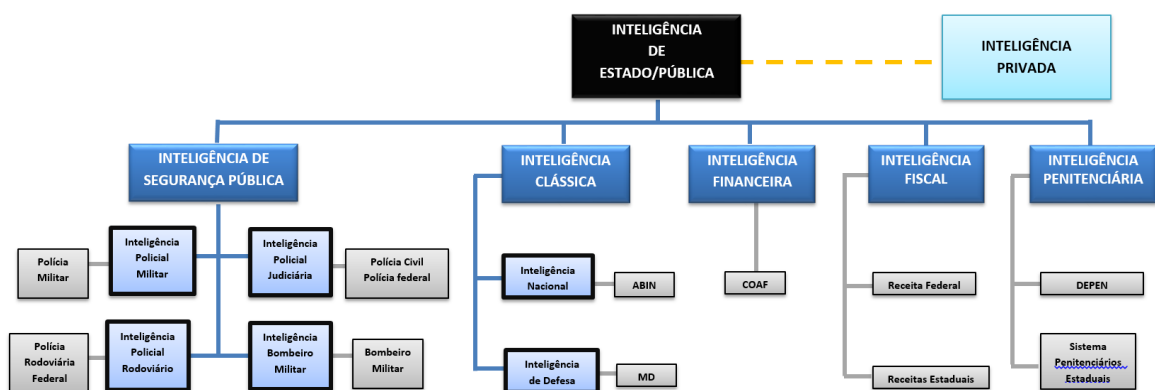 INTELIGÊNCIA
DE
ESTADO/PÚBLICA
INTELIGÊNCIA
PRIVADA
INTELIGÊNCIA DE
SEGURANÇA PÚBLICA
INTELIGÊNCIA
CLÁSSICA
INTELIGÊNCIA
FINANCEIRA
INTELIGÊNCIA
FISCAL
INTELIGÊNCIA
PENITENCIÁRIA
Polícia
Militar
Inteligência
Policial
Militar
Inteligência
Policial
Judiciária
Polícia Civil
Polícia federal
Inteligência
Nacional
ABIN
COAF
Receita Federal
DEPEN
Polícia
Rodoviária
Federal
Inteligência
Policial
Rodoviário
Inteligência
Bombeiro
Militar
Bombeiro
Militar
Inteligência
de Defesa
MD
Receitas Estaduais
Sistema
Penitenciários
Estaduais